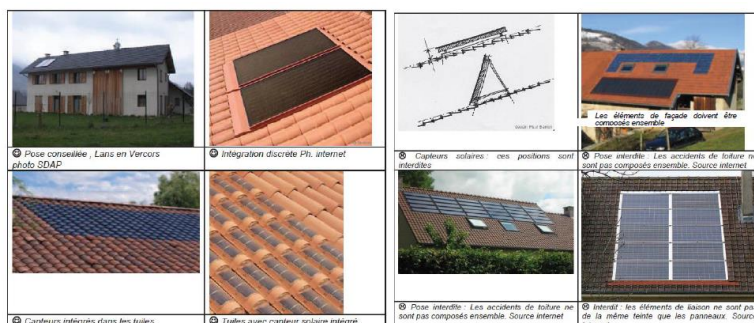 ☺ Pose conseillée , Lans en Vercors
photo SDAP
☺ Intégration discrète Ph. internet
☺ Capteurs intégrés dans les tuiles
☺ Tuiles avec capteur solaire intégré
☹ Capteurs solaires : ces positions sont
interdites
Les éléments de façade doivent être
composés ensemble
☹ Pose interdite : Les accidents de toiture ne
sont pas composés ensemble. Source internet
☹ Pose interdite : Les accidents de toiture ne
sont pas composés ensemble. Source internet
☹ Interdit : les éléments de liaison ne sont pas
de la même teinte que les panneaux. Source